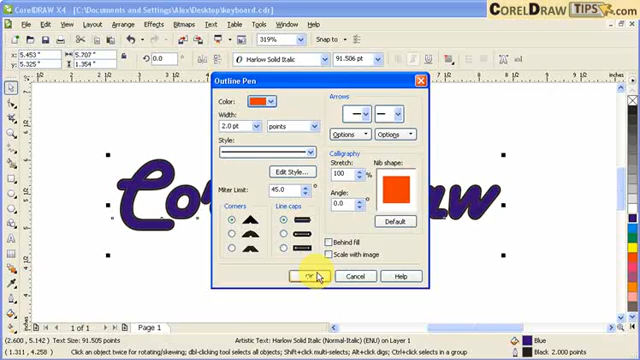 CorelDRAW X4 - [C:\Documents and Settings\Alex\Desktop\kayboard.cdr]
CORELDRAW TIPS.com
File Edit View Layout Arrange Effects Bitmaps Text Table Tools Window Help
319% Snap to
x: 5.453 " 5.707 "
y: 5.325 " 1.354 " 0.0 ° Harlow Solid Italic 91.506 pt
Outline Pen
Color:
Width:
2.0 pt points
Style:
Edit Style...
Miter Limit: 45.0 °
Corners Line caps
Arrows
Options Options
Calligraphy
Stretch: Nib shape:
100 %
Angle:
0.0 °
Default
Behind fill
Scale with image
Cancel Help
Co aw
1 of 1 Page 1
(2.600 , 5.142) Text size: 91.505 pt Artistic Text: Harlow Solid Italic (Normal-Italic) (ENU) on Layer 1 Blue
(1.311 , 4.258) Click an object twice for rotating/skewing; dbl-clicking tool selects all objects; Shift+click multi-selects; Alt+click digs; Ctrl+click selects in a group Black 2.000 points